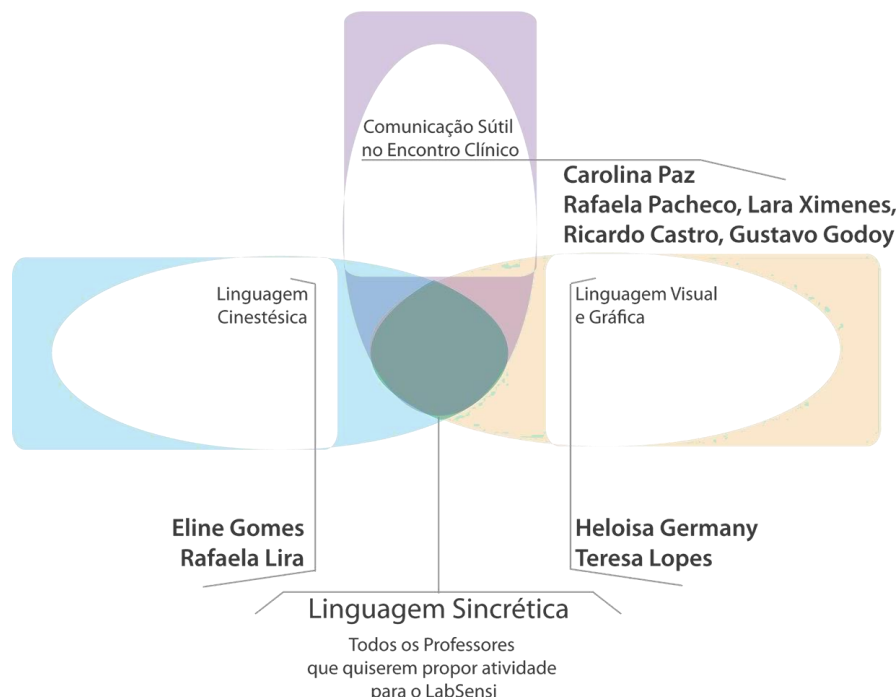 Comunicação Sútil
no Encontro Clínico
Carolina Paz
Rafaela Pacheco, Lara Ximenes,
Ricardo Castro, Gustavo Godoy
Linguagem
Cinestésica
Linguagem Visual
e Gráfica
Eline Gomes
Rafaela Lira
Heloisa Germany
Teresa Lopes
Linguagem Sincrética
Todos os Professores
que quiserem propor atividade
para o LabSensi